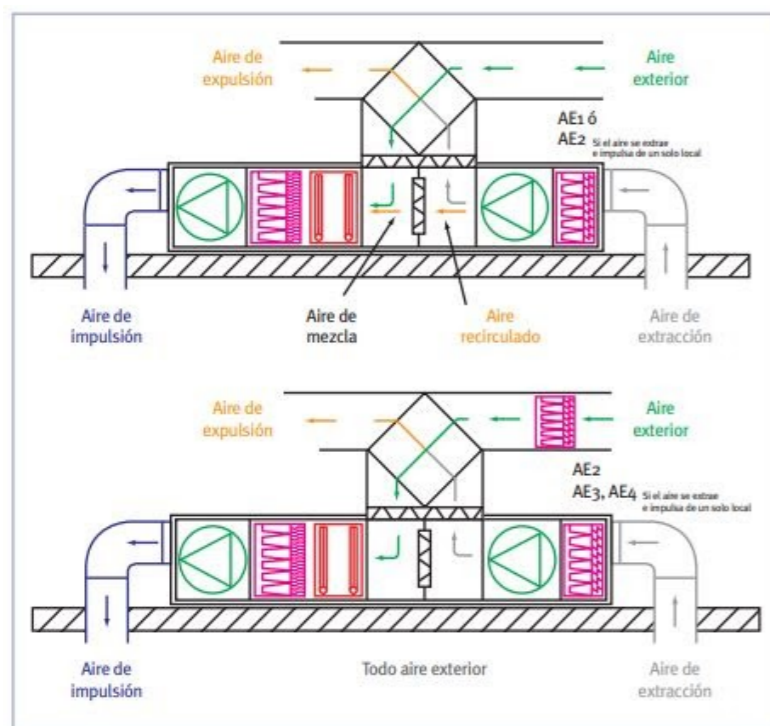 Aire de
expulsión
Aire
exterior
AE1 ó
AE2 Si el aire se extrae
e impulsa de un solo local
Aire de
impulsión
Aire de
mezcla
Aire
recirculado
Aire de
extracción
Aire de
expulsión
Aire
exterior
AE2
AE3, AE4 Si el aire se extrae
e impulsa de un solo local
Aire de
impulsión
Todo aire exterior
Aire de
extracción